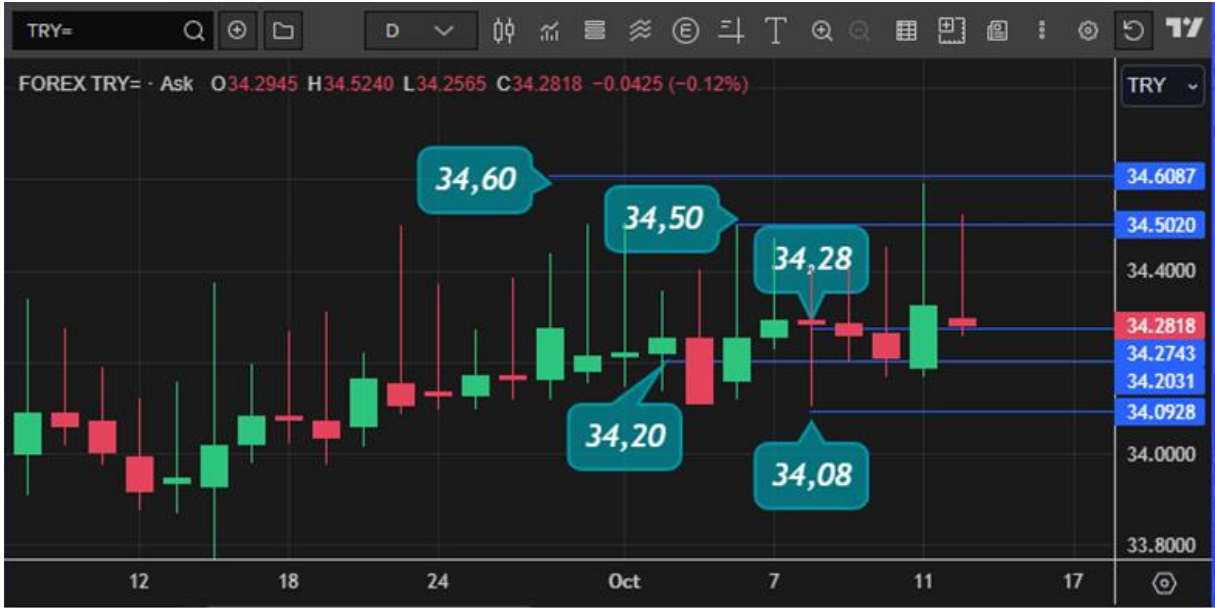 TRY=
D
E
T
FOREX TRY= · Ask O34.2945 H34.5240 L34.2565 C34.2818 −0.0425 (−0.12%)
TRY
34,60
34.6087
34,50
34.5020
34,28
34.4000
34.2818
34.2743
34.2031
34.0928
34,20
34,08
34.0000
33.8000
12
18
24
Oct
7
11
17